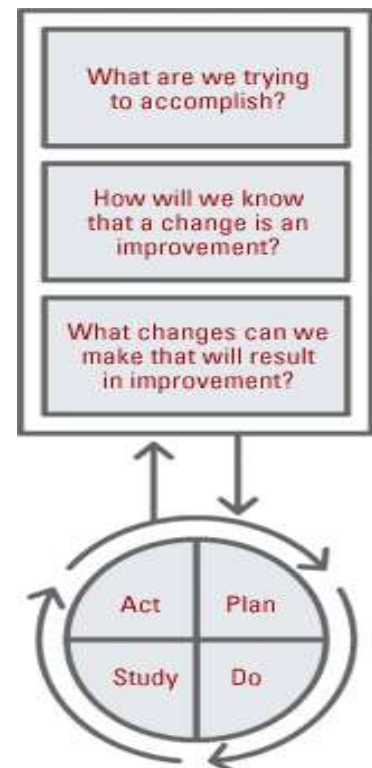 What are we trying
to accomplish?
How will we know
that a change is an
improvement?
What changes can we
make that will result
in improvement?
Act
Plan
Study
Do